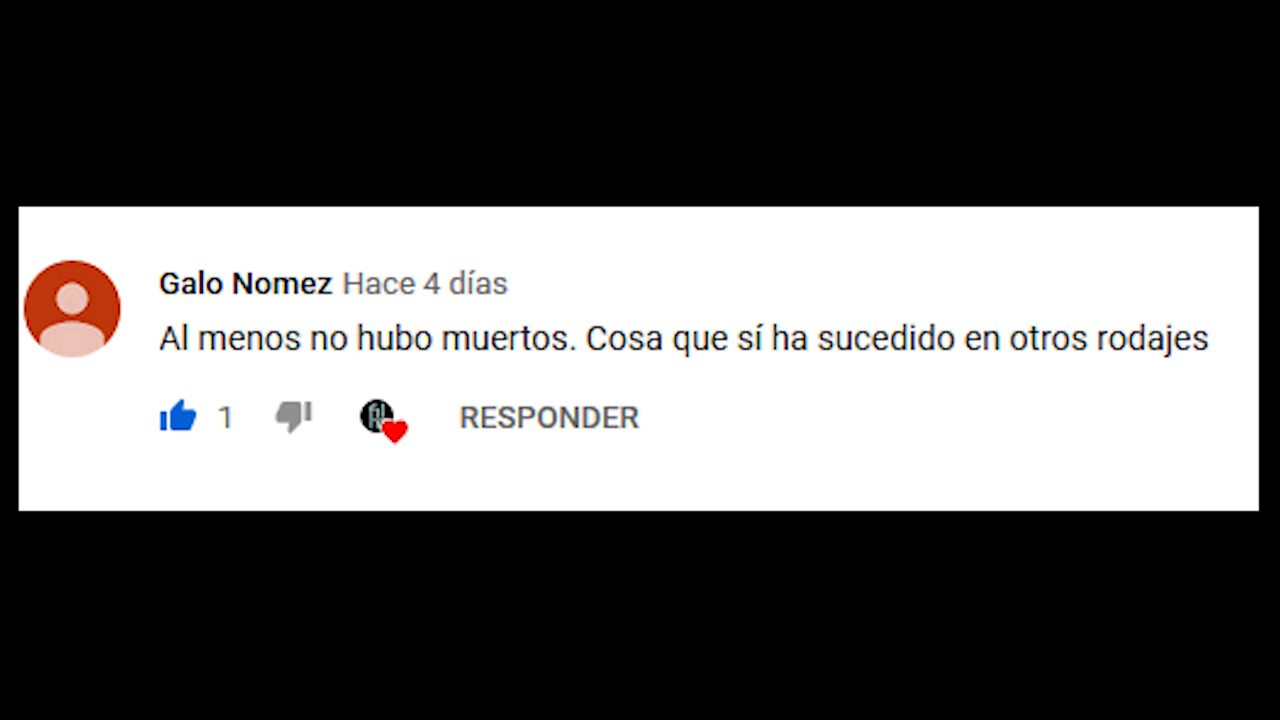 Galo Nomez Hace 4 días
Al menos no hubo muertos. Cosa que sí ha sucedido en otros rodajes
1 RESPONDER